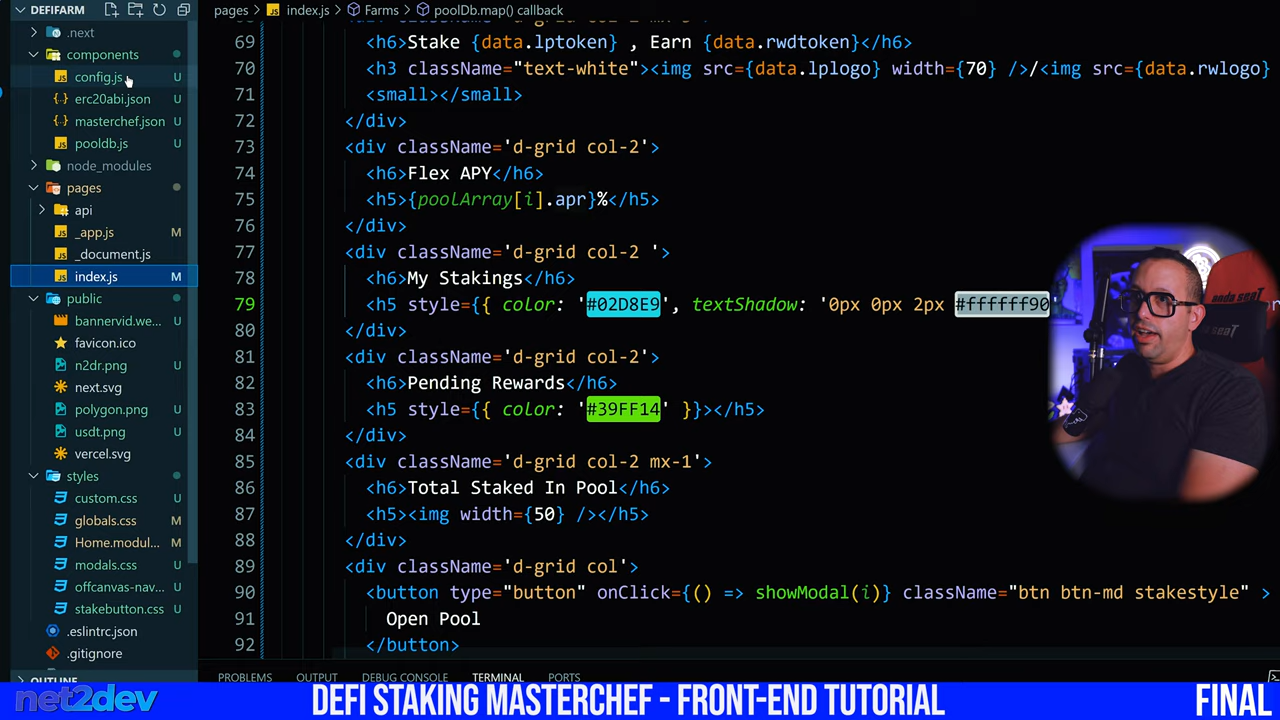 DEFIFARM
pages > index.js > Farms > poolDb.map() callback
.next
components
config.js U
erc20abi.json U
masterchef.json U
pooldb.js U
node_modules
pages
api
_app.js M
_document.js
index.js M
public
bannervid.we... U
favicon.ico
n2dr.png U
next.svg
polygon.png U
usdt.png U
vercel.svg
styles
custom.css U
globals.css M
Home.modul... M
modals.css U
offcanvas-nav... U
stakebutton.css U
.eslintrc.json
.gitignore
OUTLINE
69 <h6>Stake {data.lptoken} , Earn {data.rwdtoken}</h6>
70 <h3 className="text-white"><img src={data.lplogo} width={70} />/<img src={data.rwlogo}
71 <small></small>
72 </div>
73 <div className='d-grid col-2'>
74 <h6>Flex APY</h6>
75 <h5>{poolArray[i].apr}%</h5>
76 </div>
77 <div className='d-grid col-2 '>
78 <h6>My Stakings</h6>
79 <h5 style={{ color: '#02D8E9', textShadow: '0px 0px 2px #ffffff90'
80 </div>
81 <div className='d-grid col-2'>
82 <h6>Pending Rewards</h6>
83 <h5 style={{ color: '#39FF14' }}></h5>
84 </div>
85 <div className='d-grid col-2 mx-1'>
86 <h6>Total Staked In Pool</h6>
87 <h5><img width={50} /></h5>
88 </div>
89 <div className='d-grid col'>
90 <button type="button" onClick={() => showModal(i)} className="btn btn-md stakestyle" >
91 Open Pool
92 </button>
PROBLEMS OUTPUT DEBUG CONSOLE TERMINAL PORTS
net2dev
DEFI STAKING MASTERCHEF - FRONT-END TUTORIAL
FINAL